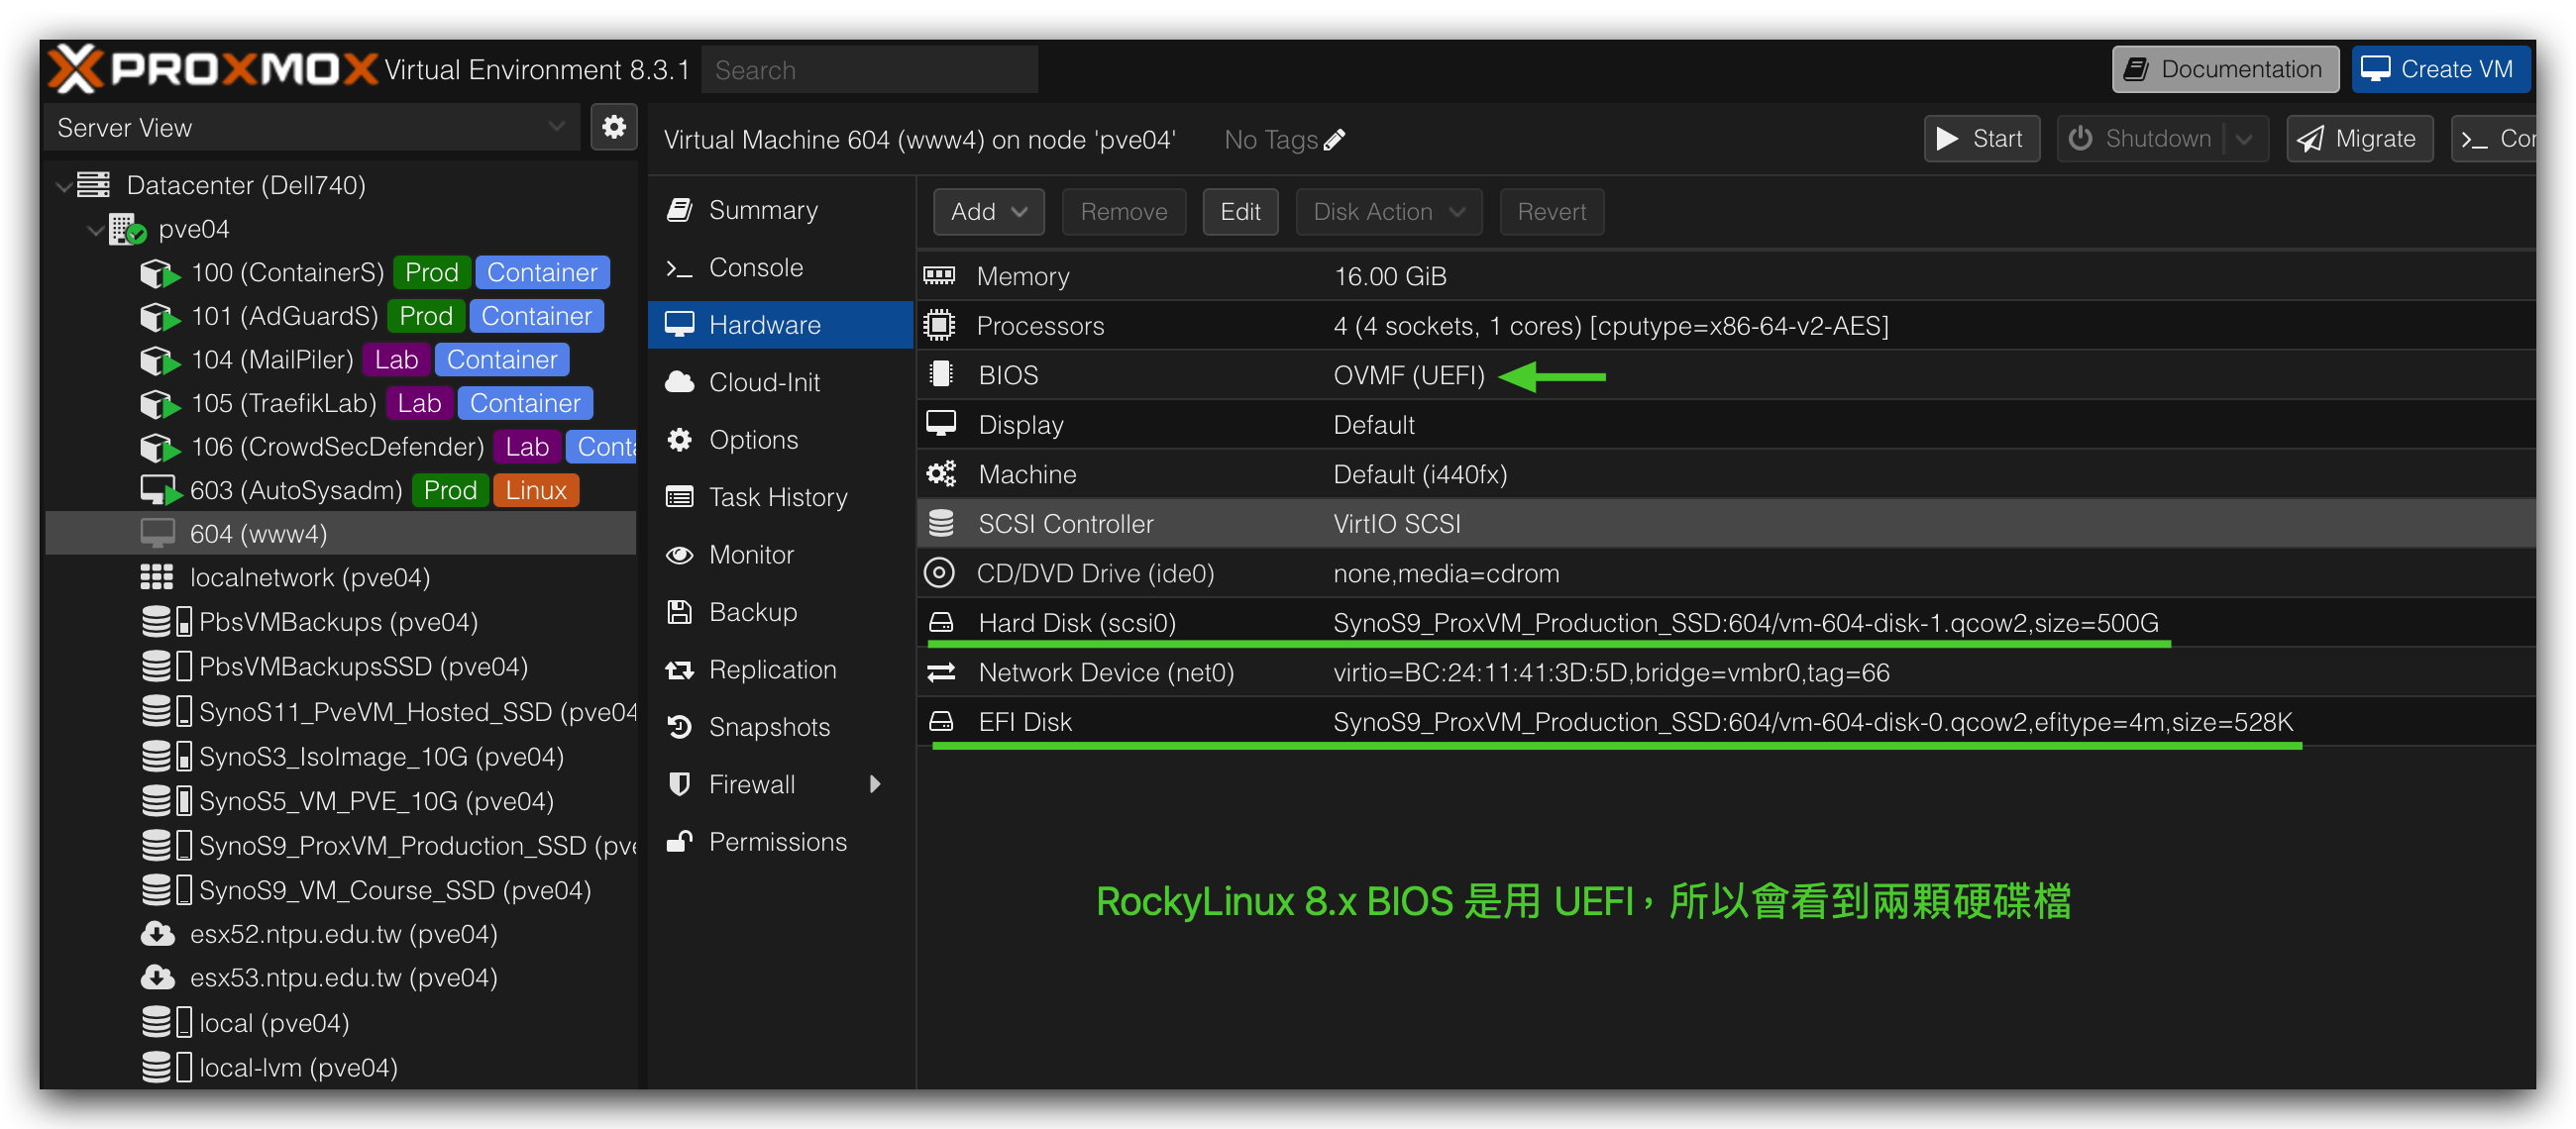 PROXMOX Virtual Environment 8.3.1 Search Documentation Create VM
Server View
Virtual Machine 604 (www4) on node 'pve04' No Tags Start Shutdown Migrate
Datacenter (Dell740)
pve04
100 (ContainerS) Prod Container
101 (AdGuardS) Prod Container
104 (MailPiler) Lab Container
105 (TraefikLab) Lab Container
106 (CrowdSecDefender) Lab Conta
603 (AutoSysadm) Prod Linux
604 (www4)
localnetwork (pve04)
PbsVMBackups (pve04)
PbsVMBackupsSSD (pve04)
SynoS11_PveVM_Hosted_SSD (pve04
SynoS3_IsoImage_10G (pve04)
SynoS5_VM_PVE_10G (pve04)
SynoS9_ProxVM_Production_SSD (pve
SynoS9_VM_Course_SSD (pve04)
esx52.ntpu.edu.tw (pve04)
esx53.ntpu.edu.tw (pve04)
local (pve04)
local-lvm (pve04)
Summary
Console
Hardware
Cloud-Init
Options
Task History
Monitor
Backup
Replication
Snapshots
Firewall
Permissions
Add Remove Edit Disk Action Revert
Memory 16.00 GiB
Processors 4 (4 sockets, 1 cores) [cputype=x86-64-v2-AES]
BIOS OVMF (UEFI)
Display Default
Machine Default (i440fx)
SCSI Controller VirtIO SCSI
CD/DVD Drive (ide0) none,media=cdrom
Hard Disk (scsi0) SynoS9_ProxVM_Production_SSD:604/vm-604-disk-1.qcow2,size=500G
Network Device (net0) virtio=BC:24:11:41:3D:5D,bridge=vmbr0,tag=66
EFI Disk SynoS9_ProxVM_Production_SSD:604/vm-604-disk-0.qcow2,efitype=4m,size=528K
RockyLinux 8.x BIOS 是用 UEFI，所以會看到兩顆硬碟檔